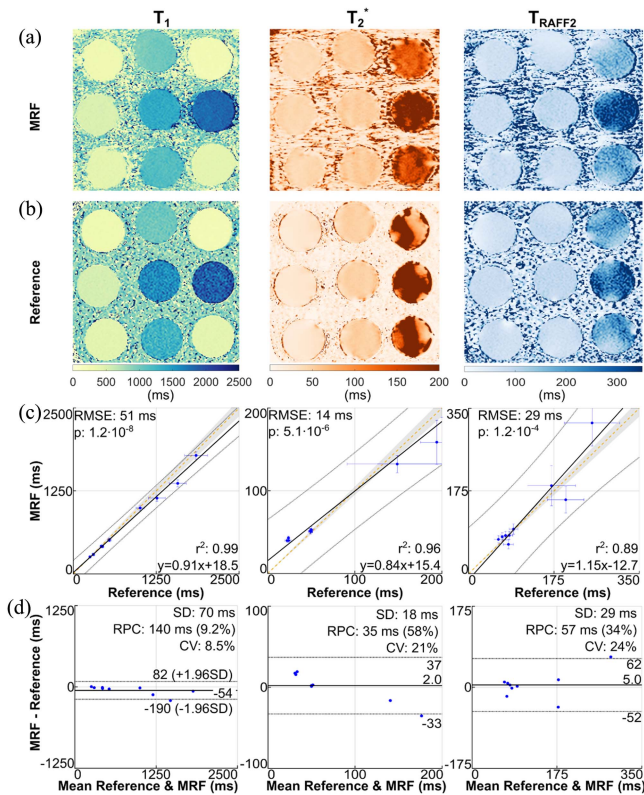 T1 T2* TRAFF2
(a)
MRF
(b)
Reference
0 500 1000 1500 2000 2500
(ms)
0 50 100 150 200
(ms)
0 100 200 300
(ms)
(c)
MRF (ms)
2500
1250
0
RMSE: 51 ms
p: 1.2·10-8
r2: 0.99
y=0.91x+18.5
0 1250 2500
Reference (ms)
200
100
0
RMSE: 14 ms
p: 5.1·10-6
r2: 0.96
y=0.84x+15.4
0 100 200
Reference (ms)
350
175
0
RMSE: 29 ms
p: 1.2·10-4
r2: 0.89
y=1.15x-12.7
0 175 350
Reference (ms)
(d)
MRF - Reference (ms)
1250
0
-1250
SD: 70 ms
RPC: 140 ms (9.2%)
CV: 8.5%
82 (+1.96SD)
-54
-190 (-1.96SD)
0 1250 2500
Mean Reference & MRF (ms)
100
0
-100
SD: 18 ms
RPC: 35 ms (58%)
CV: 21%
37
2.0
-33
0 100 200
Mean Reference & MRF (ms)
175
0
-175
SD: 29 ms
RPC: 57 ms (34%)
CV: 24%
62
5.0
-52
0 175 350
Mean Reference & MRF (ms)